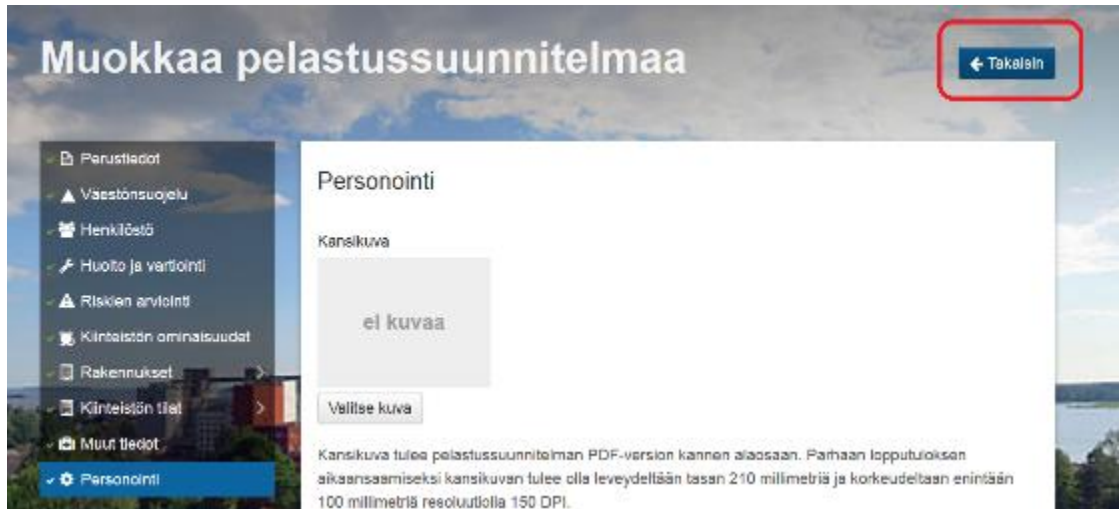 Muokkaa pelastussuunnitelmaa
Takaisin
Perustiedot
Väestönsuojelu
Henkilöstö
Huolto ja vartiointi
Riskien arviointi
Kiinteistön ominaisuudet
Rakennukset
Kiinteistön tilat
Muut tiedot
Personointi
Personointi
Kansikuva
ei kuvaa
Valitse kuva
Kansikuva tulee pelastussuunnitelman PDF-version kannen alaosaan. Parhaan lopputuloksen
aikaansaamiseksi kansikuvan tulee olla leveydeltään tasan 210 millimetriä ja korkeudeltaan enintään
100 millimetriä resoluutiolla 150 DPI.